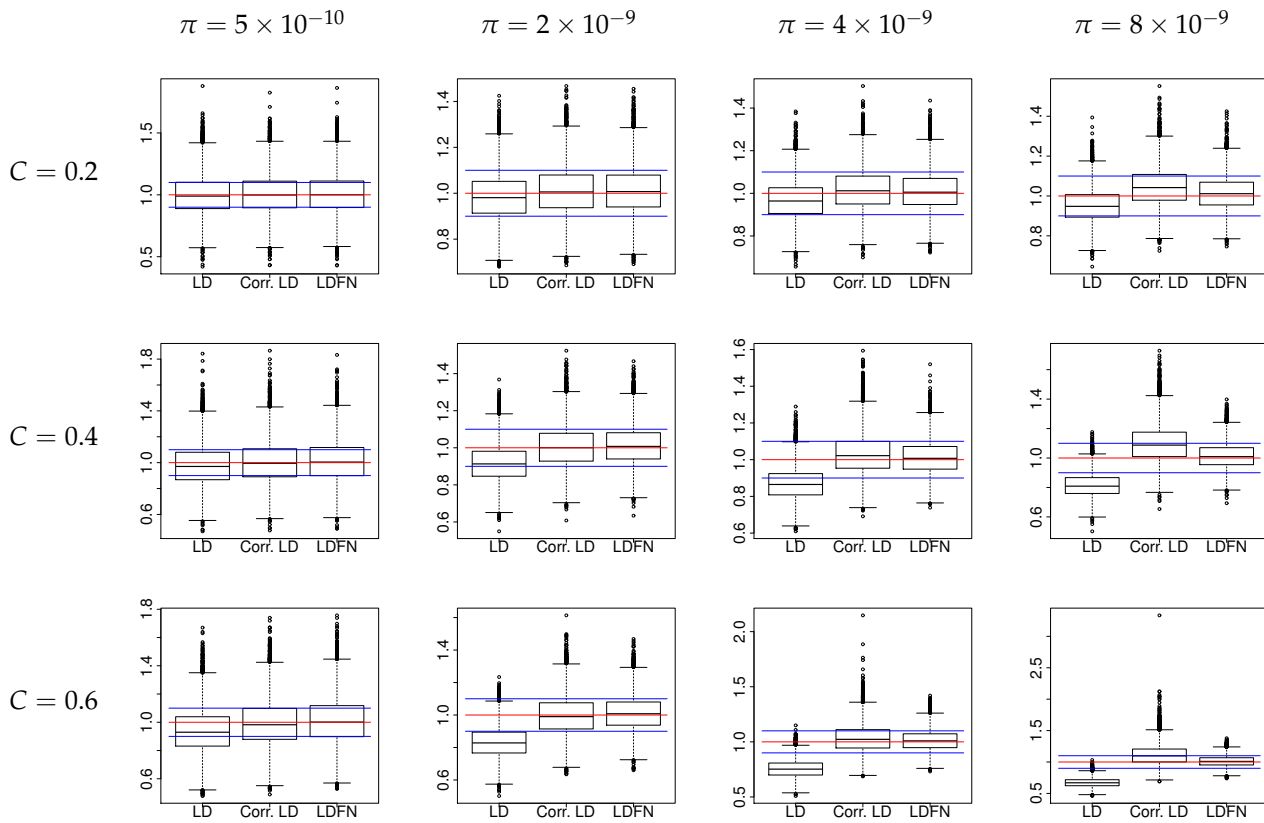 π = 5 × 10⁻¹⁰ π = 2 × 10⁻⁹ π = 4 × 10⁻⁹ π = 8 × 10⁻⁹
C = 0.2
0.5 1.0 1.5
LD Corr. LD LDFN
0.8 1.0 1.2 1.4
LD Corr. LD LDFN
0.8 1.0 1.2 1.4
LD Corr. LD LDFN
0.8 1.0 1.2 1.4
LD Corr. LD LDFN
C = 0.4
0.6 1.0 1.4 1.8
LD Corr. LD LDFN
0.6 0.8 1.0 1.2 1.4
LD Corr. LD LDFN
0.6 0.8 1.0 1.2 1.4 1.6
LD Corr. LD LDFN
0.6 1.0 1.4
LD Corr. LD LDFN
C = 0.6
0.6 1.0 1.4 1.8
LD Corr. LD LDFN
0.6 1.0 1.4
LD Corr. LD LDFN
0.5 1.0 1.5 2.0
LD Corr. LD LDFN
0.5 1.5 2.5
LD Corr. LD LDFN